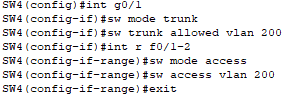 SW4(config)#int g0/1
SW4(config-if)#sw mode trunk
SW4(config-if)#sw trunk allowed vlan 200
SW4(config-if)#int r f0/1-2
SW4(config-if-range)#sw mode access
SW4(config-if-range)#sw access vlan 200
SW4(config-if-range)#exit